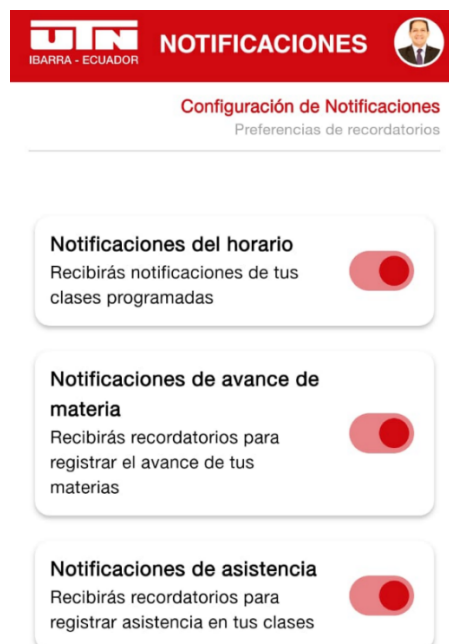 UTN
IBARRA - ECUADOR
NOTIFICACIONES
Configuración de Notificaciones
Preferencias de recordatorios
Notificaciones del horario
Recibirás notificaciones de tus
clases programadas
Notificaciones de avance de
materia
Recibirás recordatorios para
registrar el avance de tus
materias
Notificaciones de asistencia
Recibirás recordatorios para
registrar asistencia en tus clases